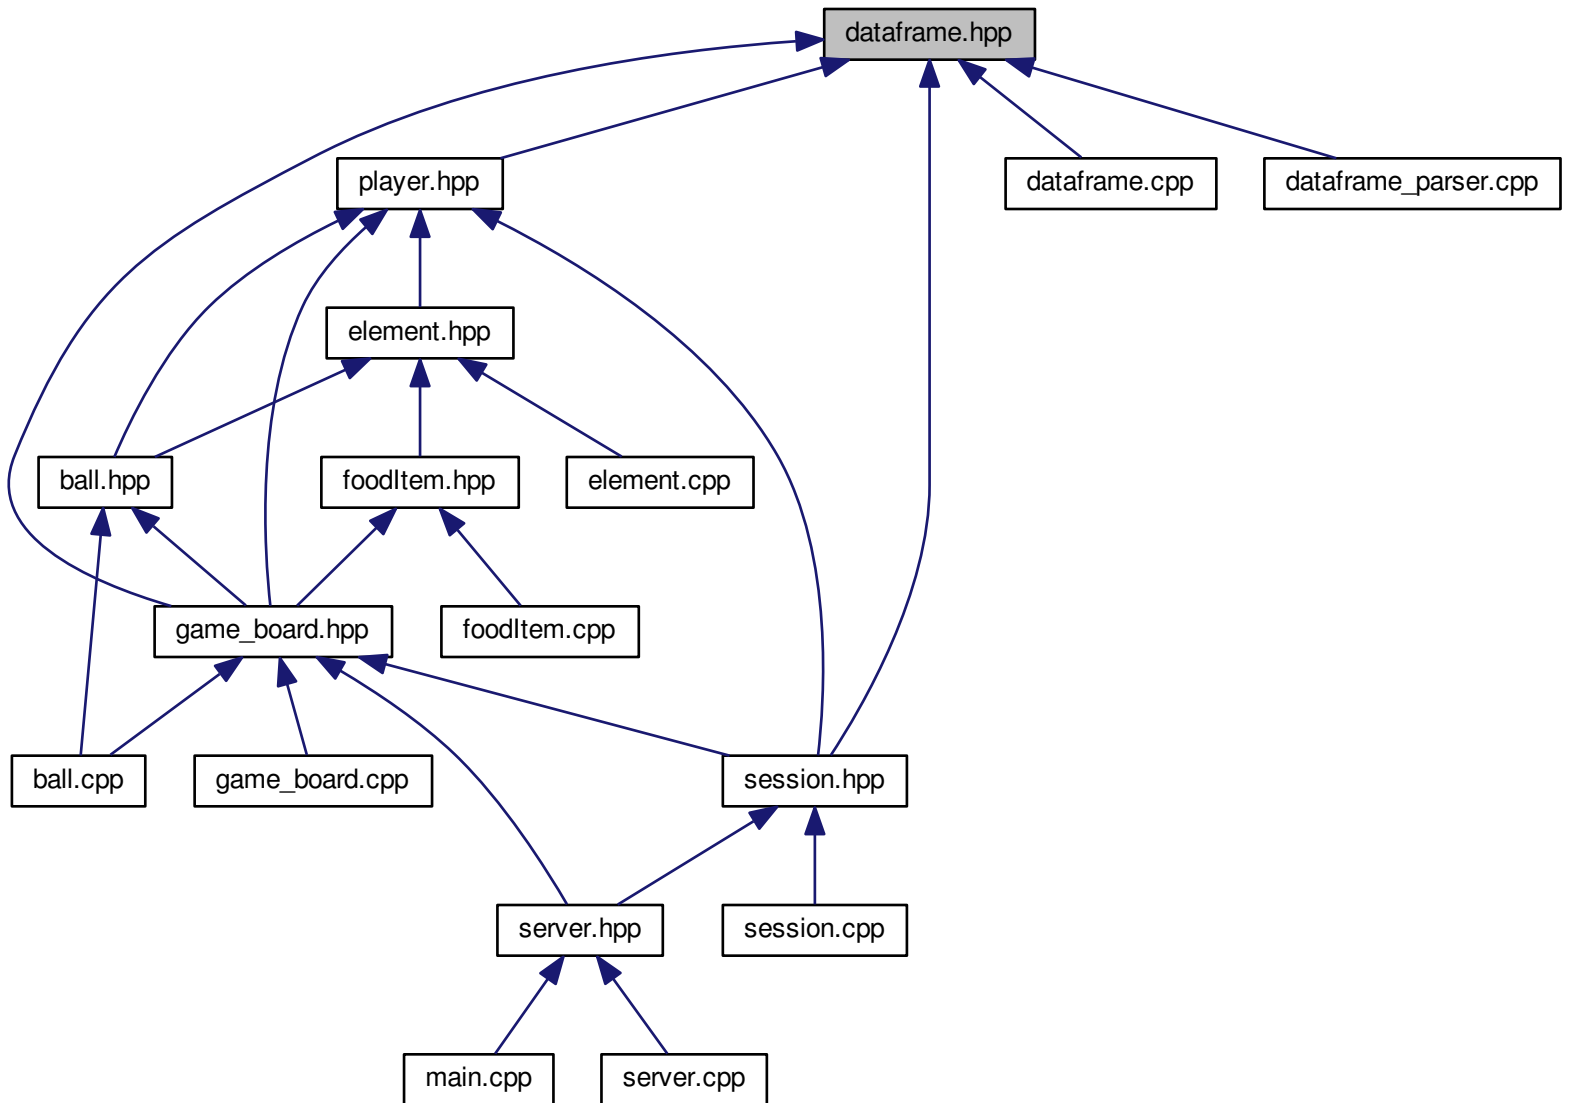 dataframe.hpp
player.hpp
dataframe.cpp
dataframe_parser.cpp
element.hpp
ball.hpp
foodItem.hpp
element.cpp
game_board.hpp
foodItem.cpp
ball.cpp
game_board.cpp
session.hpp
server.hpp
session.cpp
main.cpp
server.cpp